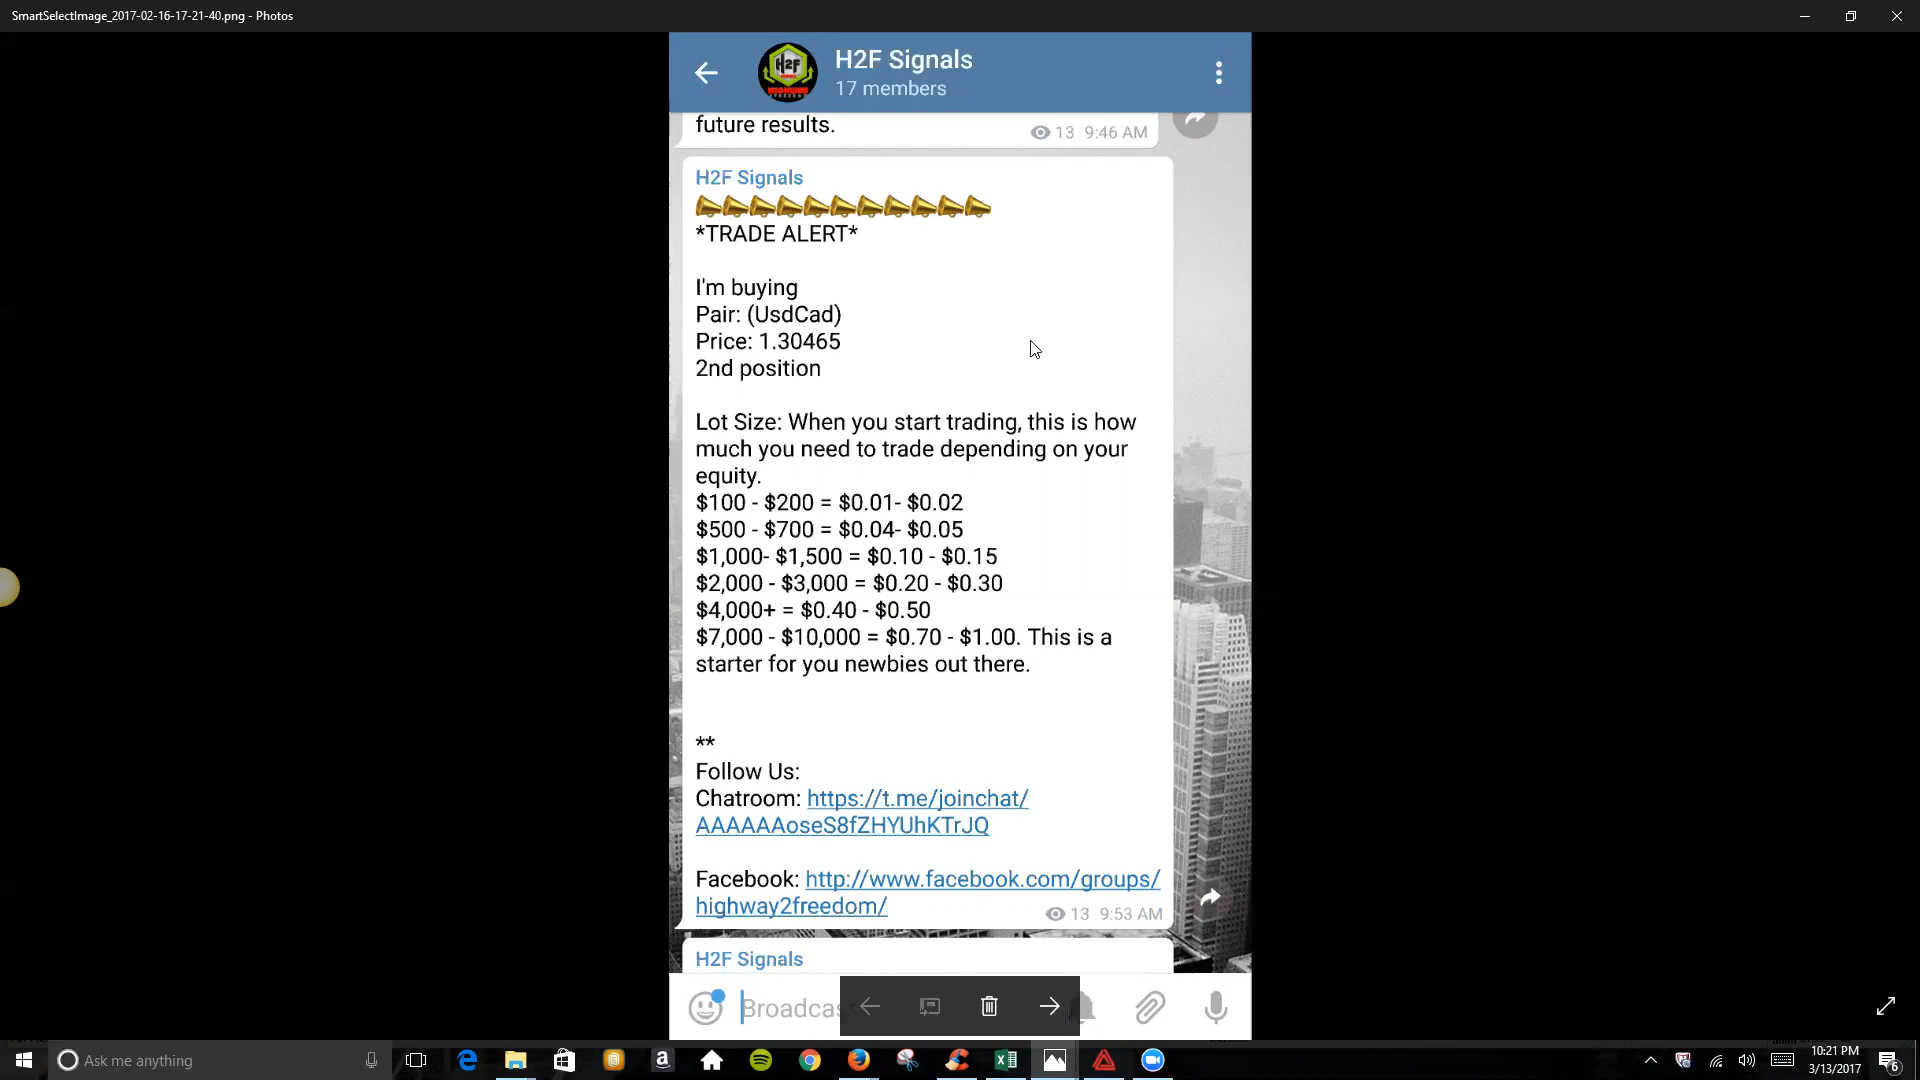 SmartSelectImage_2017-02-16-17-21-40.png - Photos
H2F Signals
17 members
H2F
future results.
13 9:46 AM
H2F Signals
*TRADE ALERT*
I'm buying
Pair: (UsdCad)
Price: 1.30465
2nd position
Lot Size: When you start trading, this is how
much you need to trade depending on your
equity.
$100 - $200 = $0.01- $0.02
$500 - $700 = $0.04- $0.05
$1,000- $1,500 = $0.10 - $0.15
$2,000 - $3,000 = $0.20 - $0.30
$4,000+ = $0.40 - $0.50
$7,000 - $10,000 = $0.70 - $1.00. This is a
starter for you newbies out there.
**
Follow Us:
Chatroom: https://t.me/joinchat/
AAAAAAoseS8fZHYUhKTrJQ
Facebook: http://www.facebook.com/groups/
highway2freedom/
13 9:53 AM
H2F Signals
Broadcas
Ask me anything
10:21 PM
3/13/2017
6